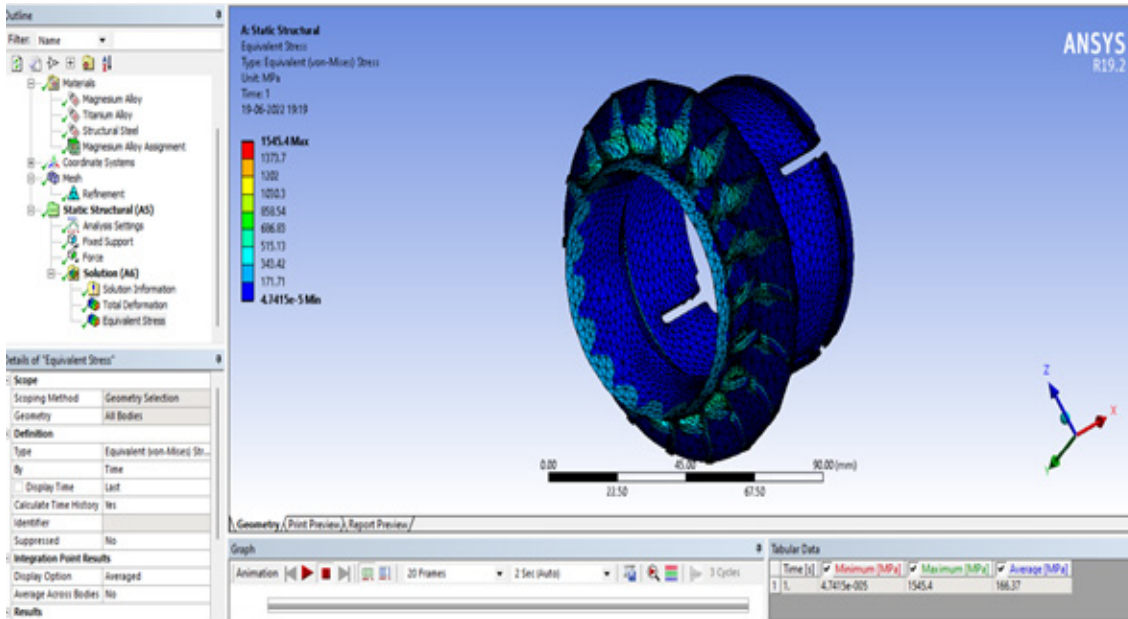 Outline
Filter: Name
Materials
Magnesium Alloy
Titanium Alloy
Structural Steel
Magnesium Alloy Assignment
Coordinate Systems
Mesh
Refinement
Static Structural (A5)
Analysis Settings
Fixed Support
Force
Solution (A6)
Solution Information
Total Deformation
Equivalent Stress
Details of "Equivalent Stress"
Scope
Scoping Method Geometry Selection
Geometry All Bodies
Definition
Type Equivalent (von-Mises) Str...
By Time
Display Time Last
Calculate Time History Yes
Identifier
Suppressed No
Integration Point Results
Display Option Averaged
Average Across Bodies No
Results
A: Static Structural
Equivalent Stress
Type: Equivalent (von-Mises) Stress
Unit: MPa
Time: 1
19-06-2022 19:19
1545.4 Max
1373.7
1202
1030.3
858.54
686.83
515.13
343.42
171.71
4.7415e-5 Min
ANSYS
R19.2
Z
X
Y
0.00 45.00 90.00 (mm)
22.50 67.50
Geometry Print Preview Report Preview
Graph
Animation 20 Frames 2 Sec (Auto) 3 Cycles
Tabular Data
Time [s] Minimum [MPa] Maximum [MPa] Average [MPa]
1 1. 4.7415e-005 1545.4 166.37